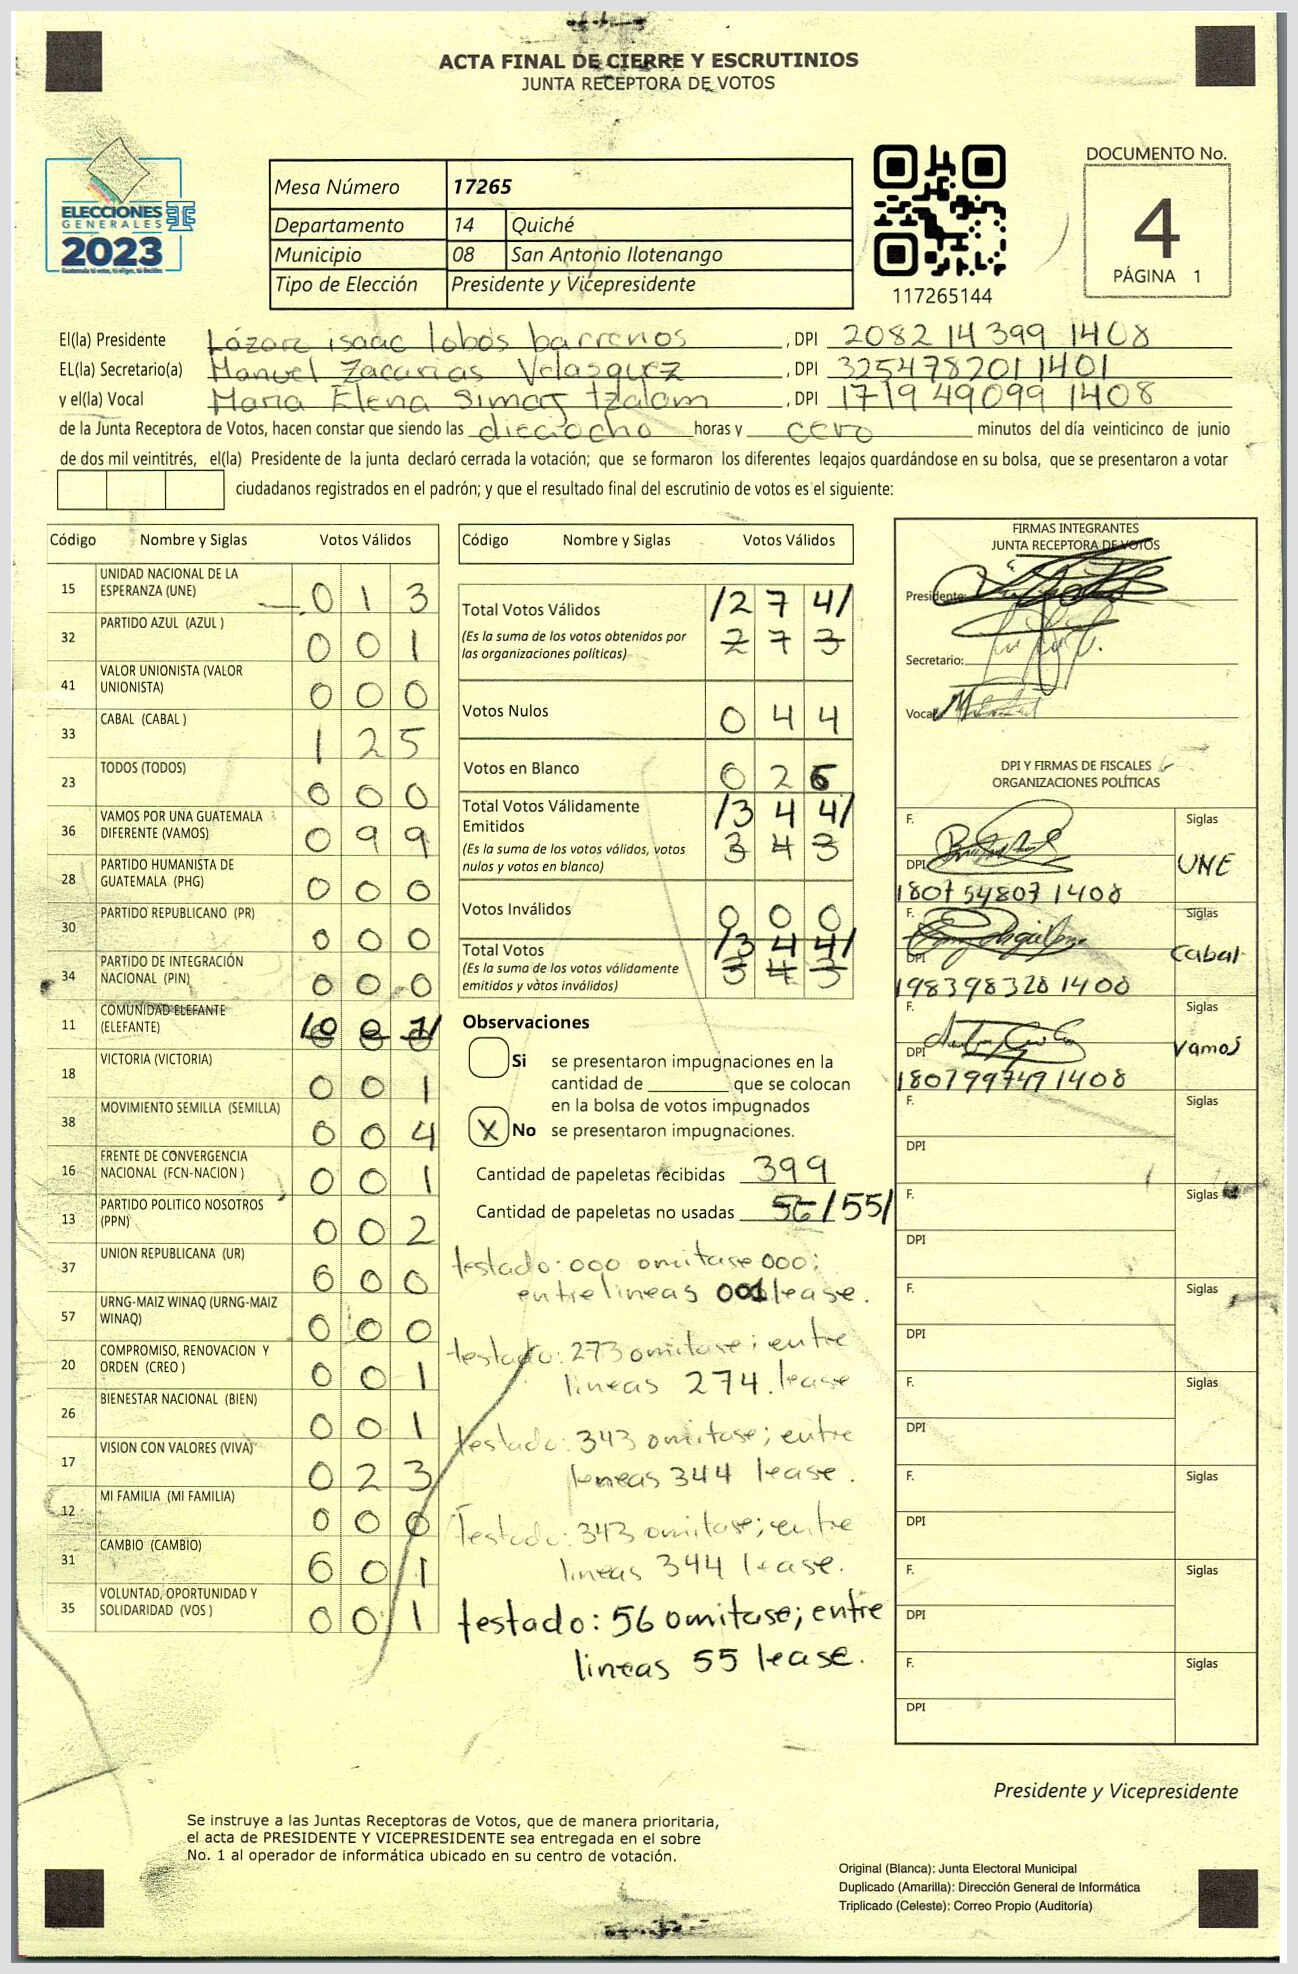 ACTA FINAL DE CIERRE Y ESCRUTINIOS
JUNTA RECEPTORA DE VOTOS
ELECCIONES
GENERALES
2023
Mesa Número 17265
Departamento 14 Quiché
Municipio 08 San Antonio Ilotenango
Tipo de Elección Presidente y Vicepresidente
117265144
DOCUMENTO No.
4
PÁGINA 1
El(la) Presidente Lázaro isaac lobos barrenos , DPI 2082 14399 1408
EL(la) Secretario(a) Manuel Zacarias Velasquez , DPI 325478201 1401
y el(la) Vocal Maria Elena Simaj tzalam , DPI 1719 49099 1408
de la Junta Receptora de Votos, hacen constar que siendo las dieciocho horas y cero minutos del día veinticinco de junio
de dos mil veintitrés, el(la) Presidente de la junta declaró cerrada la votación; que se formaron los diferentes legajos guardándose en su bolsa, que se presentaron a votar
ciudadanos registrados en el padrón; y que el resultado final del escrutinio de votos es el siguiente:
Código Nombre y Siglas Votos Válidos
15 UNIDAD NACIONAL DE LA ESPERANZA (UNE) 0 1 3
32 PARTIDO AZUL (AZUL ) 0 0 1
41 VALOR UNIONISTA (VALOR UNIONISTA) 0 0 0
33 CABAL (CABAL ) 1 2 5
23 TODOS (TODOS) 0 0 0
36 VAMOS POR UNA GUATEMALA DIFERENTE (VAMOS) 0 9 9
28 PARTIDO HUMANISTA DE GUATEMALA (PHG) 0 0 0
30 PARTIDO REPUBLICANO (PR) 0 0 0
34 PARTIDO DE INTEGRACIÓN NACIONAL (PIN) 0 0 0
11 COMUNIDAD ELEFANTE (ELEFANTE) /0 0 1/
18 VICTORIA (VICTORIA) 0 0 1
38 MOVIMIENTO SEMILLA (SEMILLA) 0 0 4
16 FRENTE DE CONVERGENCIA NACIONAL (FCN-NACION ) 0 0 1
13 PARTIDO POLITICO NOSOTROS (PPN) 0 0 2
37 UNION REPUBLICANA (UR) 0 0 0
57 URNG-MAIZ WINAQ (URNG-MAIZ WINAQ) 0 0 0
20 COMPROMISO, RENOVACION Y ORDEN (CREO ) 0 0 1
26 BIENESTAR NACIONAL (BIEN) 0 0 1
17 VISION CON VALORES (VIVA) 0 2 3
12 MI FAMILIA (MI FAMILIA) 0 0 0
31 CAMBIO (CAMBIO) 0 0 1
35 VOLUNTAD, OPORTUNIDAD Y SOLIDARIDAD (VOS ) 0 0 1
Código Nombre y Siglas Votos Válidos
Total Votos Válidos /2 7 4/
(Es la suma de los votos obtenidos por las organizaciones políticas) 2 7 3
Votos Nulos 0 4 4
Votos en Blanco 0 2 6
Total Votos Válidamente Emitidos /3 4 4/
(Es la suma de los votos válidos, votos nulos y votos en blanco) 3 4 3
Votos Inválidos 0 0 0
Total Votos /3 4 4/
(Es la suma de los votos válidamente emitidos y votos inválidos) 3 4 3
Observaciones
Si se presentaron impugnaciones en la
cantidad de ________ que se colocan
en la bolsa de votos impugnados
X No se presentaron impugnaciones.
Cantidad de papeletas recibidas 399
Cantidad de papeletas no usadas 56 /55/
testado: 000 omitase 000;
entre lineas 001 lease.
testado: 273 omitase; entre
lineas 274. lease
testado: 343 omitase; entre
lineas 344 lease.
Testado: 343 omitase; entre
lineas 344 lease.
testado: 56 omitase; entre
lineas 55 lease.
FIRMAS INTEGRANTES
JUNTA RECEPTORA DE VOTOS
Presidente:
Secretario:
Vocal
DPI Y FIRMAS DE FISCALES
ORGANIZACIONES POLÍTICAS
F. Siglas
DPI UNE
1807 54807 1408
F. Siglas
DPI Cabal
198398328 1408
F. Siglas
DPI Vamos
180799749 1408
F. Siglas
DPI
F. Siglas
DPI
F. Siglas
DPI
F. Siglas
DPI
F. Siglas
DPI
F. Siglas
DPI
F. Siglas
DPI
Presidente y Vicepresidente
Se instruye a las Juntas Receptoras de Votos, que de manera prioritaria,
el acta de PRESIDENTE Y VICEPRESIDENTE sea entregada en el sobre
No. 1 al operador de informática ubicado en su centro de votación.
Original (Blanca): Junta Electoral Municipal
Duplicado (Amarilla): Dirección General de Informática
Triplicado (Celeste): Correo Propio (Auditoría)